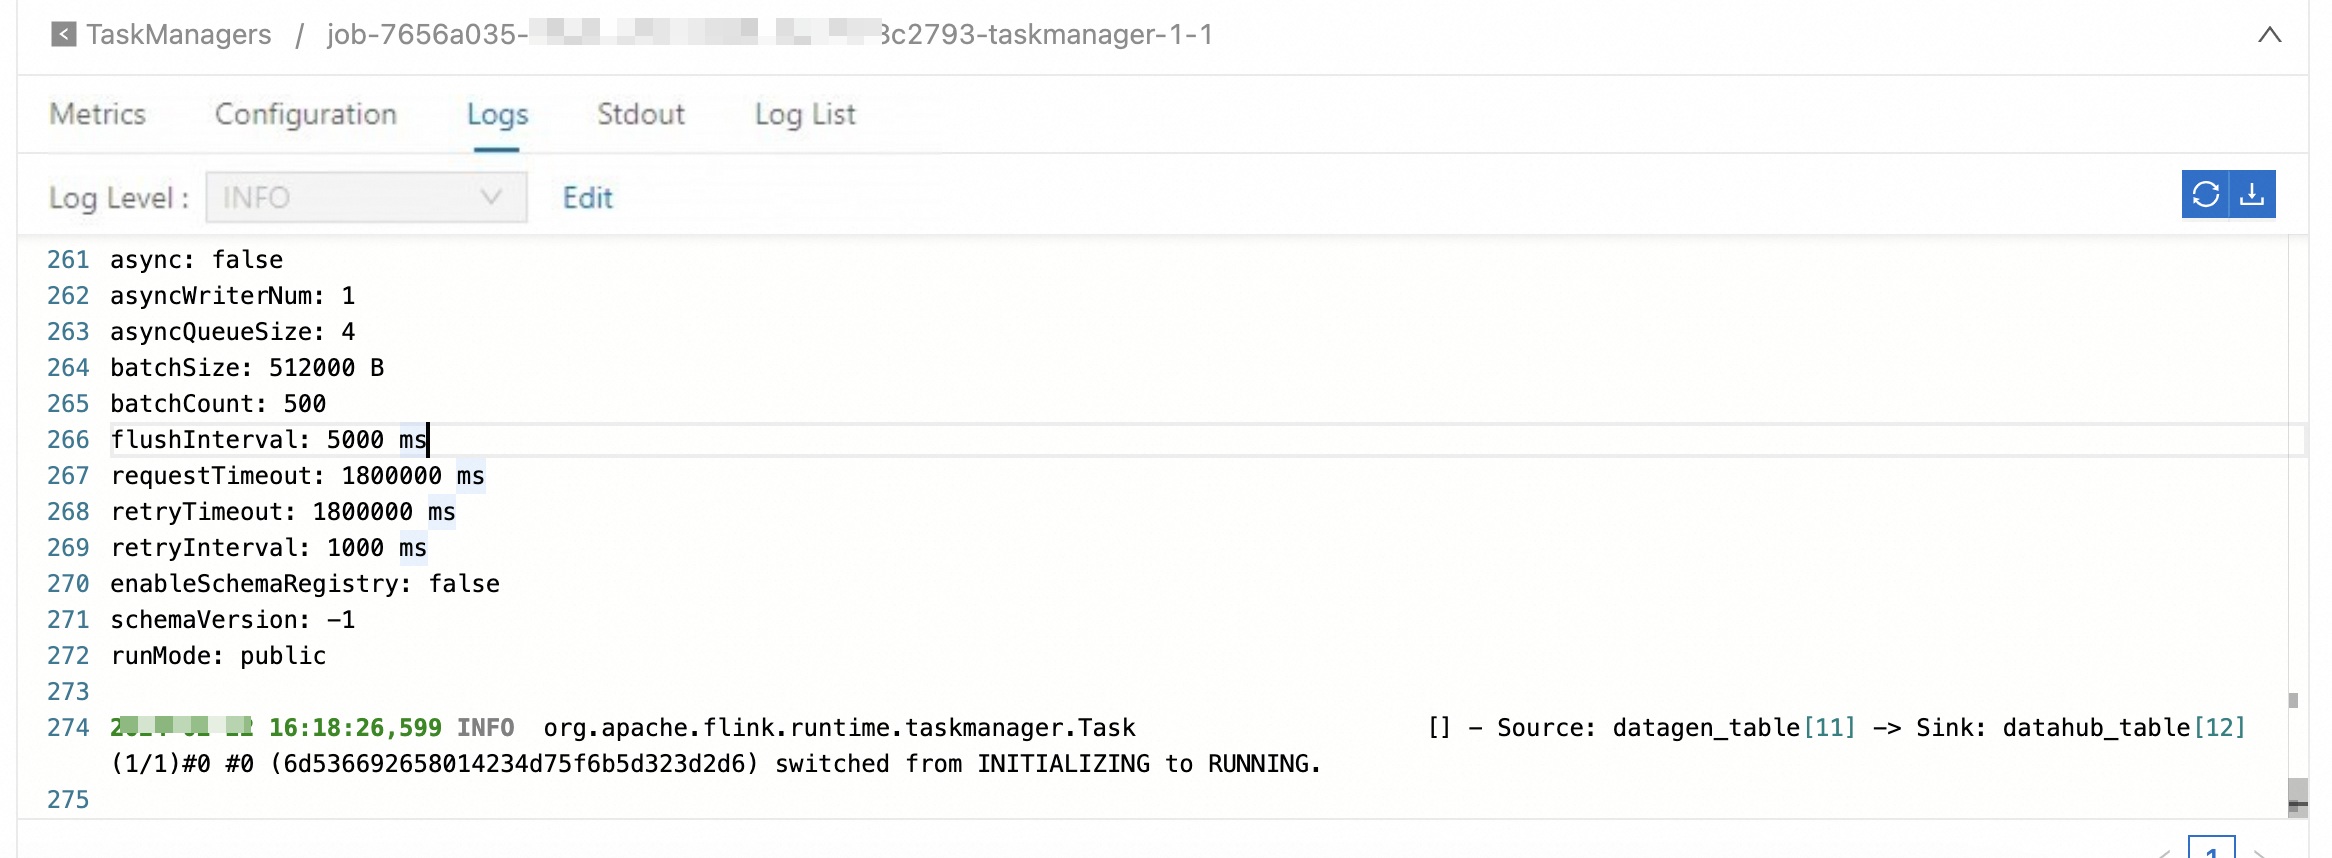 TaskManagers / job-7656a035- 3c2793-taskmanager-1-1
Metrics Configuration Logs Stdout Log List
Log Level : INFO Edit
261 async: false
262 asyncWriterNum: 1
263 asyncQueueSize: 4
264 batchSize: 512000 B
265 batchCount: 500
266 flushInterval: 5000 ms
267 requestTimeout: 1800000 ms
268 retryTimeout: 1800000 ms
269 retryInterval: 1000 ms
270 enableSchemaRegistry: false
271 schemaVersion: -1
272 runMode: public
273
274 16:18:26,599 INFO org.apache.flink.runtime.taskmanager.Task [] - Source: datagen_table[11] -> Sink: datahub_table[12]
(1/1)#0 #0 (6d536692658014234d75f6b5d323d2d6) switched from INITIALIZING to RUNNING.
275
1